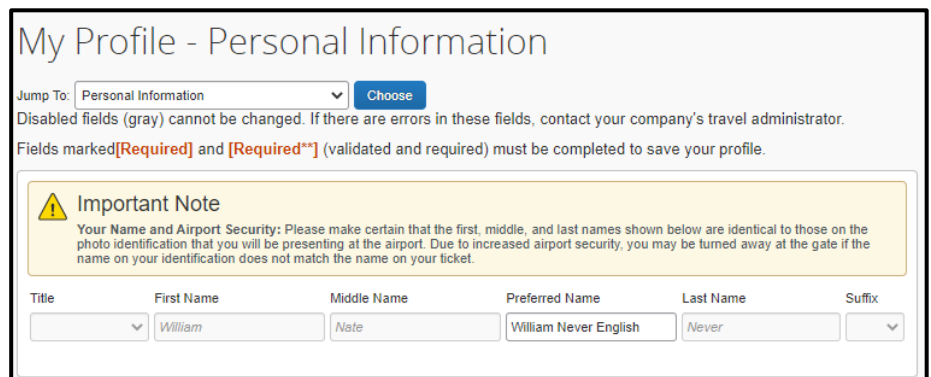 My Profile - Personal Information
Jump To: Personal Information Choose
Disabled fields (gray) cannot be changed. If there are errors in these fields, contact your company's travel administrator.
Fields marked[Required] and [Required**] (validated and required) must be completed to save your profile.
Important Note
Your Name and Airport Security: Please make certain that the first, middle, and last names shown below are identical to those on the
photo identification that you will be presenting at the airport. Due to increased airport security, you may be turned away at the gate if the
name on your identification does not match the name on your ticket.
Title First Name Middle Name Preferred Name Last Name Suffix
William Nate William Never English Never